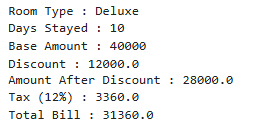 Room Type : Deluxe
Days Stayed : 10
Base Amount : 40000
Discount : 12000.0
Amount After Discount : 28000.0
Tax (12%) : 3360.0
Total Bill : 31360.0